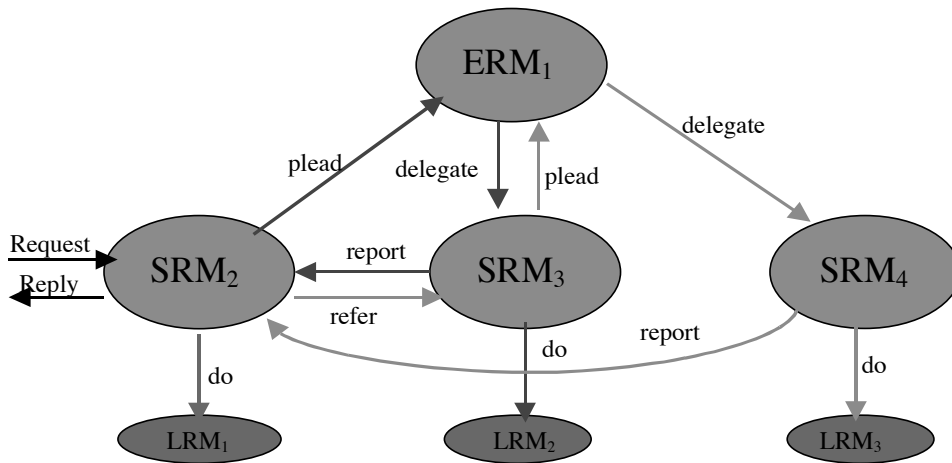 ERM₁
delegate
plead
delegate
plead
Request
SRM₂
report
SRM₃
SRM₄
Reply
refer
report
do
do
do
LRM₁
LRM₂
LRM₃